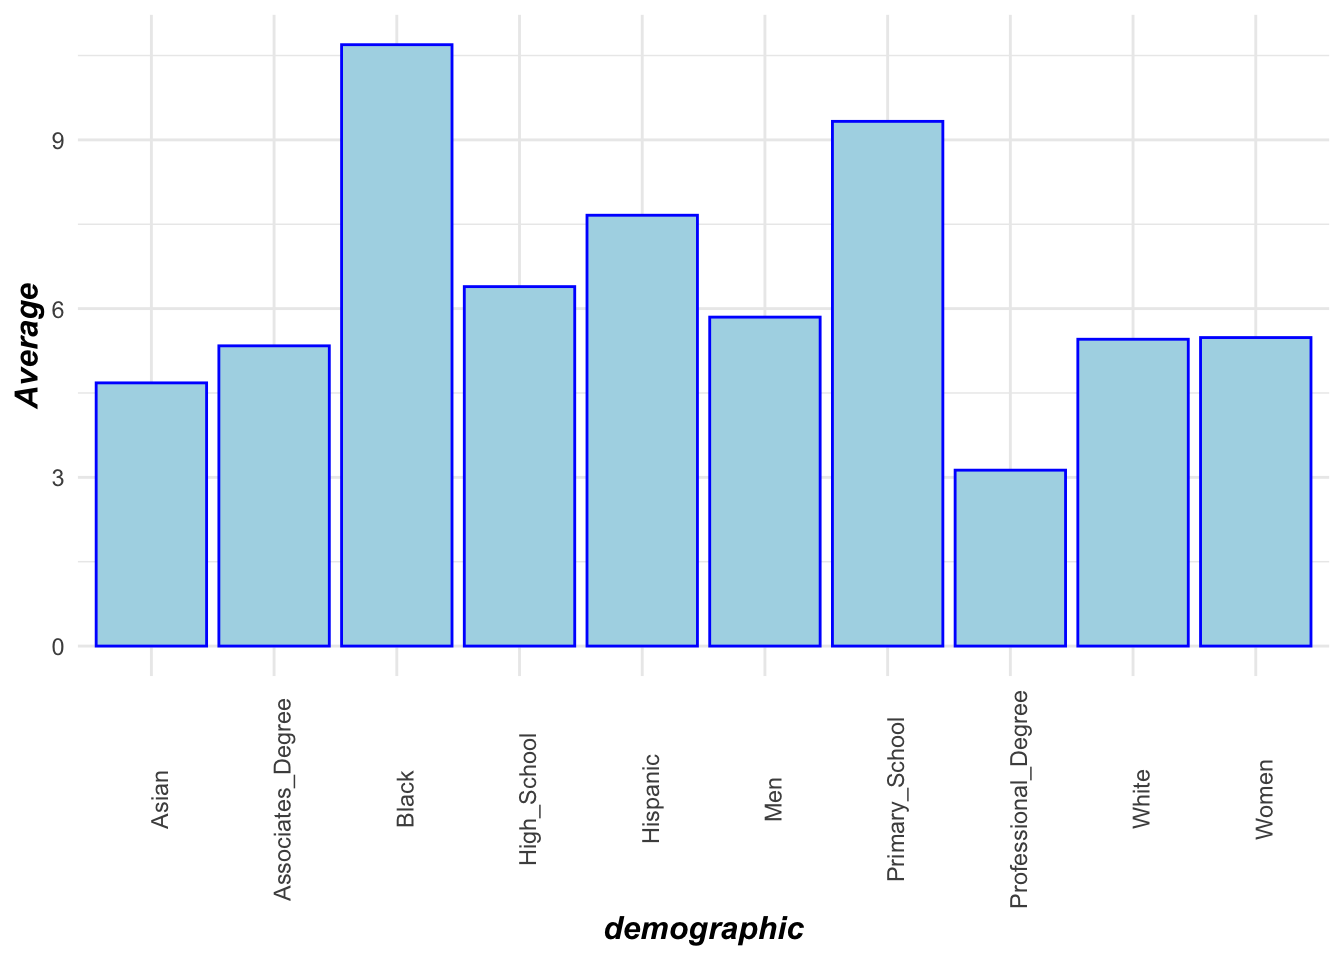 Average
9
6
3
0
Asian
Associates_Degree
Black
High_School
Hispanic
Men
Primary_School
Professional_Degree
White
Women
demographic